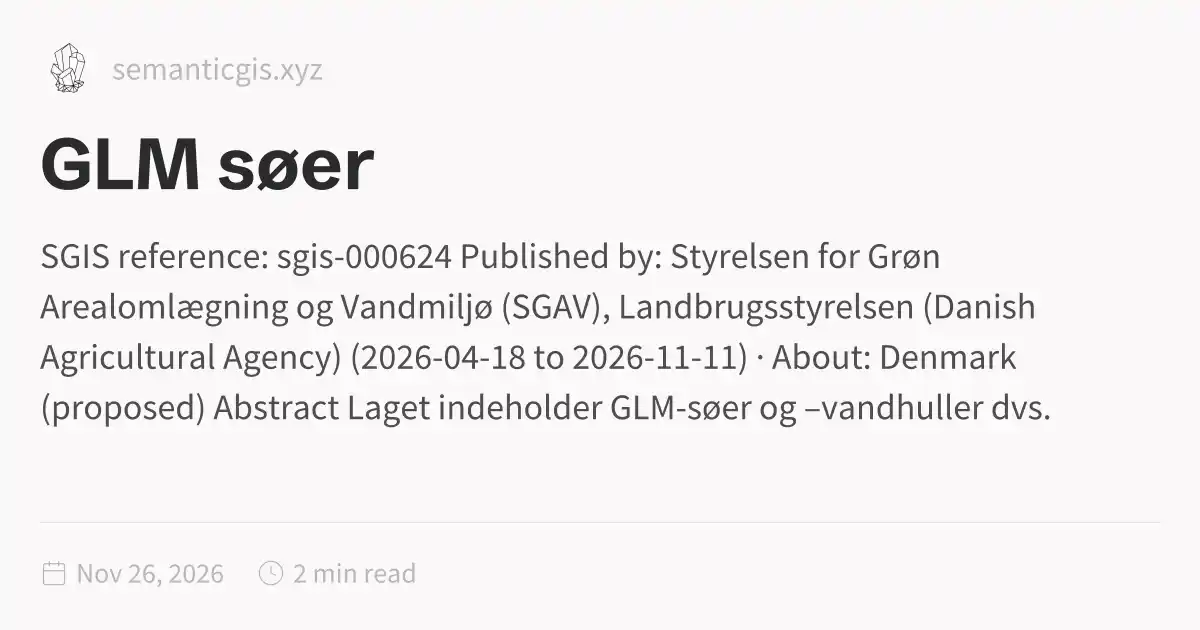 semanticgis.xyz
GLM søer
SGIS reference: sgis-000624 Published by: Styrelsen for Grøn
Arealomlægning og Vandmiljø (SGAV), Landbrugsstyrelsen (Danish
Agricultural Agency) (2026-04-18 to 2026-11-11) · About: Denmark
(proposed) Abstract Laget indeholder GLM-søer og –vandhuller dvs.
Nov 26, 2026 2 min read